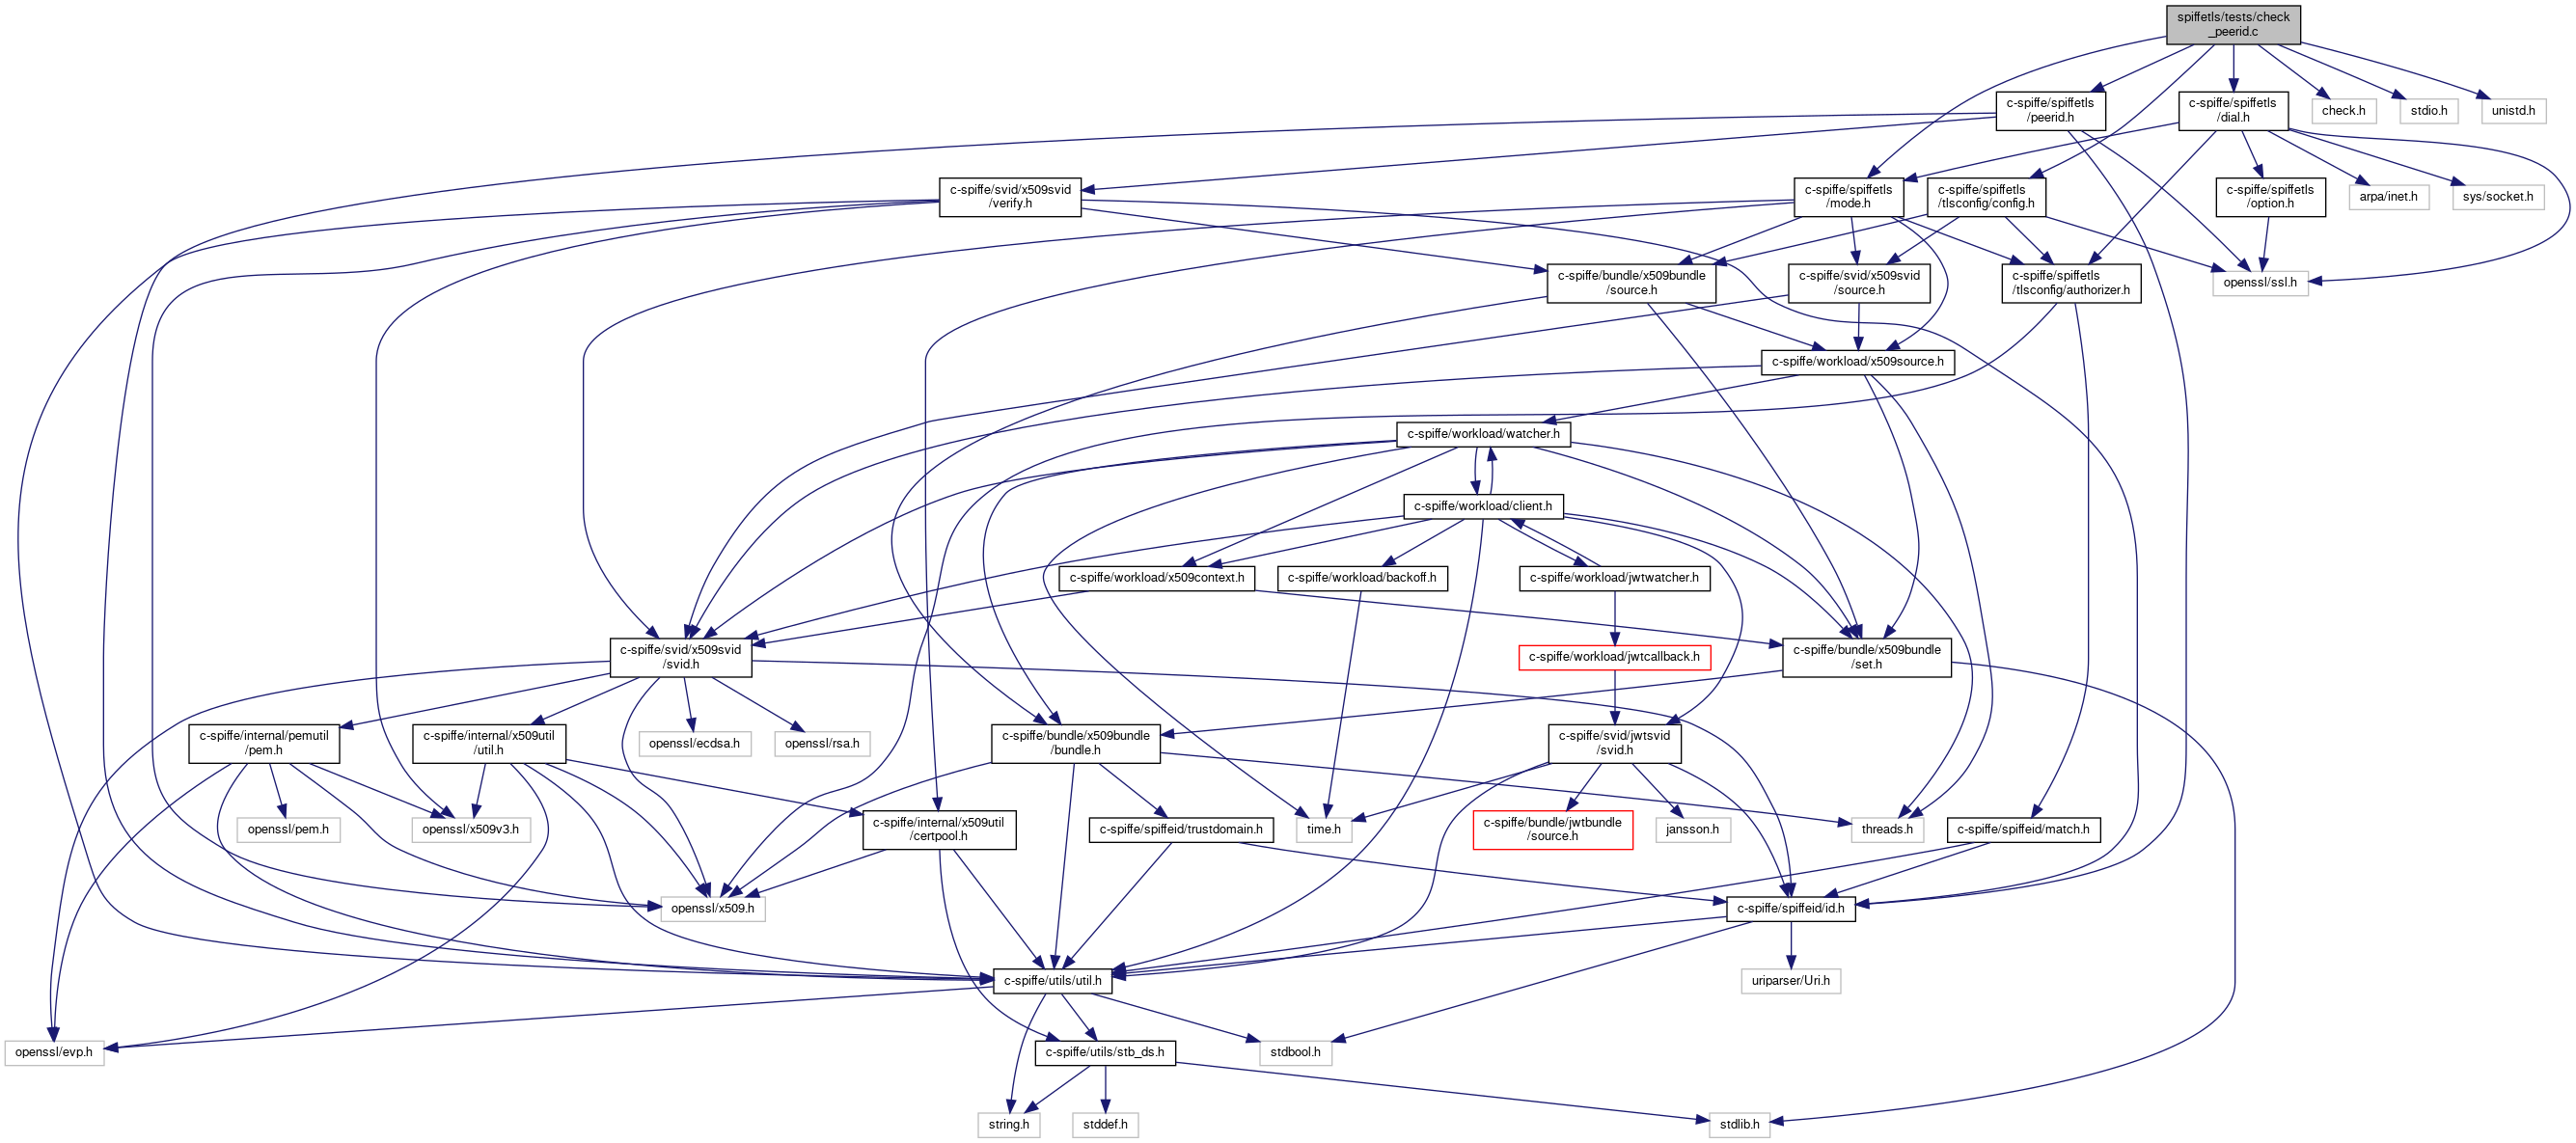 spiffetls/tests/check
_peerid.c
c-spiffe/spiffetls
/peerid.h
c-spiffe/spiffetls
/dial.h
check.h
stdio.h
unistd.h
c-spiffe/svid/x509svid
/verify.h
c-spiffe/spiffetls
/mode.h
c-spiffe/spiffetls
/tlsconfig/config.h
c-spiffe/spiffetls
/option.h
arpa/inet.h
sys/socket.h
c-spiffe/bundle/x509bundle
/source.h
c-spiffe/svid/x509svid
/source.h
c-spiffe/spiffetls
/tlsconfig/authorizer.h
openssl/ssl.h
c-spiffe/workload/x509source.h
c-spiffe/workload/watcher.h
c-spiffe/workload/client.h
c-spiffe/workload/x509context.h
c-spiffe/workload/backoff.h
c-spiffe/workload/jwtwatcher.h
c-spiffe/svid/x509svid
/svid.h
c-spiffe/workload/jwtcallback.h
c-spiffe/bundle/x509bundle
/set.h
c-spiffe/internal/pemutil
/pem.h
c-spiffe/internal/x509util
/util.h
openssl/ecdsa.h
openssl/rsa.h
c-spiffe/bundle/x509bundle
/bundle.h
c-spiffe/svid/jwtsvid
/svid.h
openssl/pem.h
openssl/x509v3.h
c-spiffe/internal/x509util
/certpool.h
c-spiffe/spiffeid/trustdomain.h
time.h
c-spiffe/bundle/jwtbundle
/source.h
jansson.h
threads.h
c-spiffe/spiffeid/match.h
openssl/x509.h
c-spiffe/spiffeid/id.h
c-spiffe/utils/util.h
uriparser/Uri.h
openssl/evp.h
c-spiffe/utils/stb_ds.h
stdbool.h
string.h
stddef.h
stdlib.h